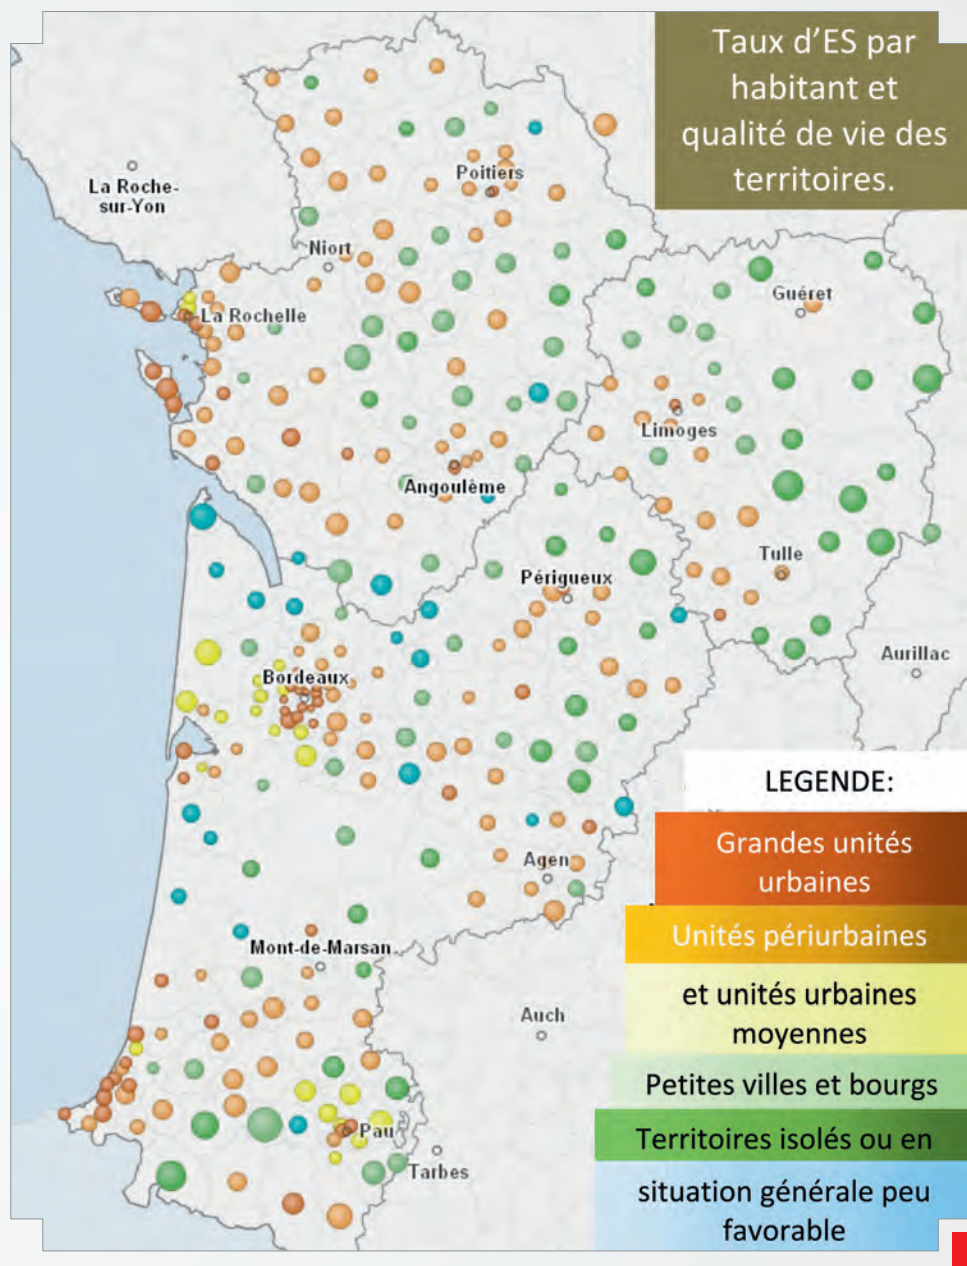 Taux d’ES par
habitant et
qualité de vie des
territoires.
La Roche-
sur-Yon
Poitiers
Niort
La Rochelle
Guéret
Limoges
Angoulême
Tulle
Périgueux
Aurillac
Bordeaux
Agen
Mont-de-Marsan
Auch
Pau
Tarbes
LEGENDE:
Grandes unités
urbaines
Unités périurbaines
et unités urbaines
moyennes
Petites villes et bourgs
Territoires isolés ou en
situation générale peu
favorable